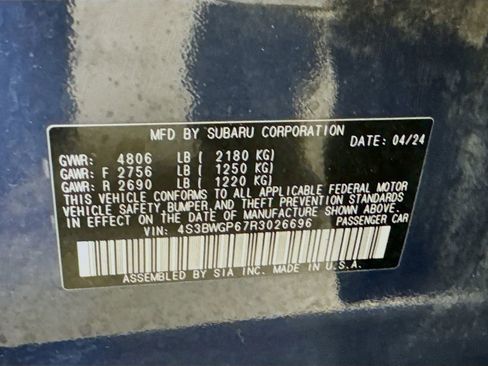 MFD BY SUBARU CORPORATION DATE: 04/24
GVWR: 4806 LB ( 2180 KG)
GAWR: F 2756 LB ( 1250 KG)
GAWR: R 2690 LB ( 1220 KG)
THIS VEHICLE CONFORMS TO ALL APPLICABLE FEDERAL MOTOR
VEHICLE SAFETY, BUMPER, AND THEFT PREVENTION STANDARDS
IN EFFECT ON THE DATE OF MANUFACTURE SHOWN ABOVE.
VIN: 4S3BWGP67R3026696 PASSENGER CAR
ASSEMBLED BY SIA INC. MADE IN U.S.A.